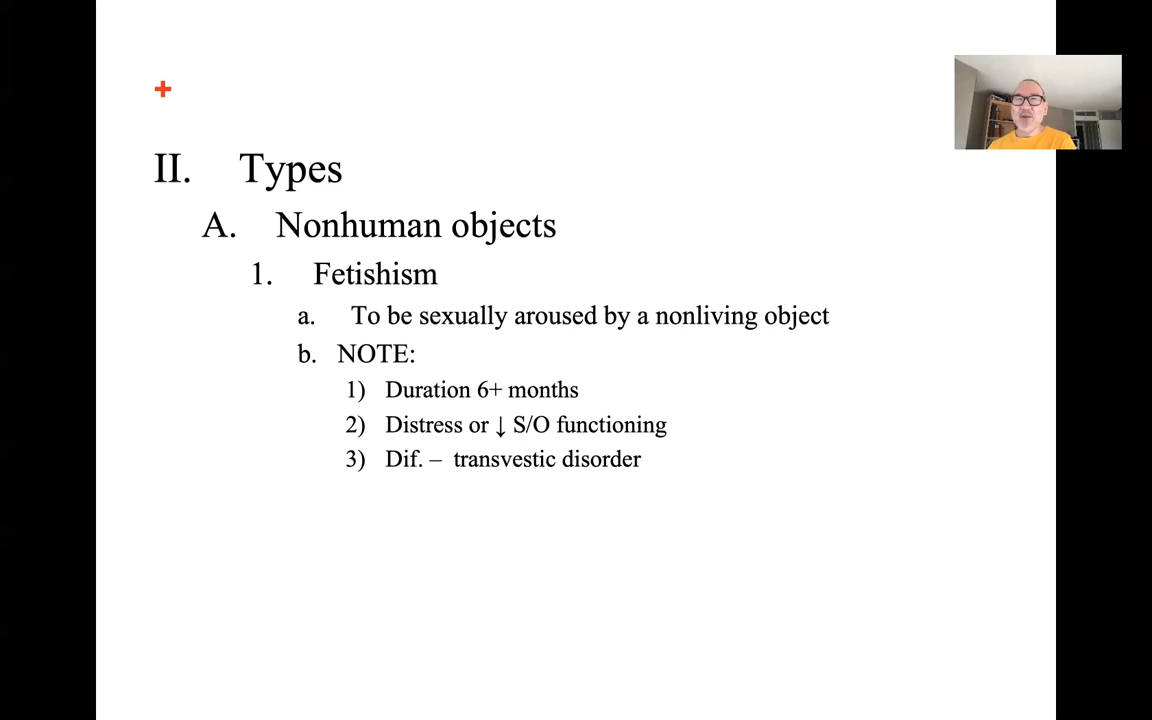 II. Types
A. Nonhuman objects
1. Fetishism
a. To be sexually aroused by a nonliving object
b. NOTE:
1) Duration 6+ months
2) Distress or ↓ S/O functioning
3) Dif. – transvestic disorder